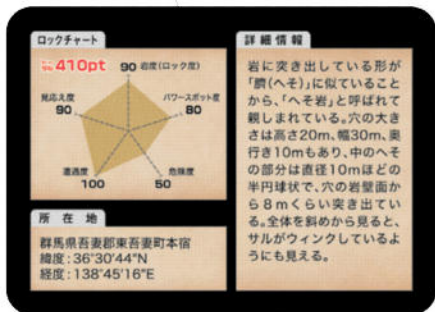 ロックチャート
410pt
90 岩度(ロック度)
見応え度
90
パワースポット度
80
遭遇度
100
危険度
50
所在地
群馬県吾妻郡東吾妻町本宿
緯度:36°30′44″N
経度:138°45′16″E
詳細情報
岩に突き出している形が
「臍(へそ)」に似ていること
から、「へそ岩」と呼ばれて
親しまれている。穴の大き
さは高さ20m、幅30m、奥
行き10mもあり、中のへそ
の部分は直径10mほどの
半円球状で、穴の岩壁面か
ら8mくらい突き出てい
る。全体を斜めから見ると、
サルがウィンクしているよ
うにも見える。